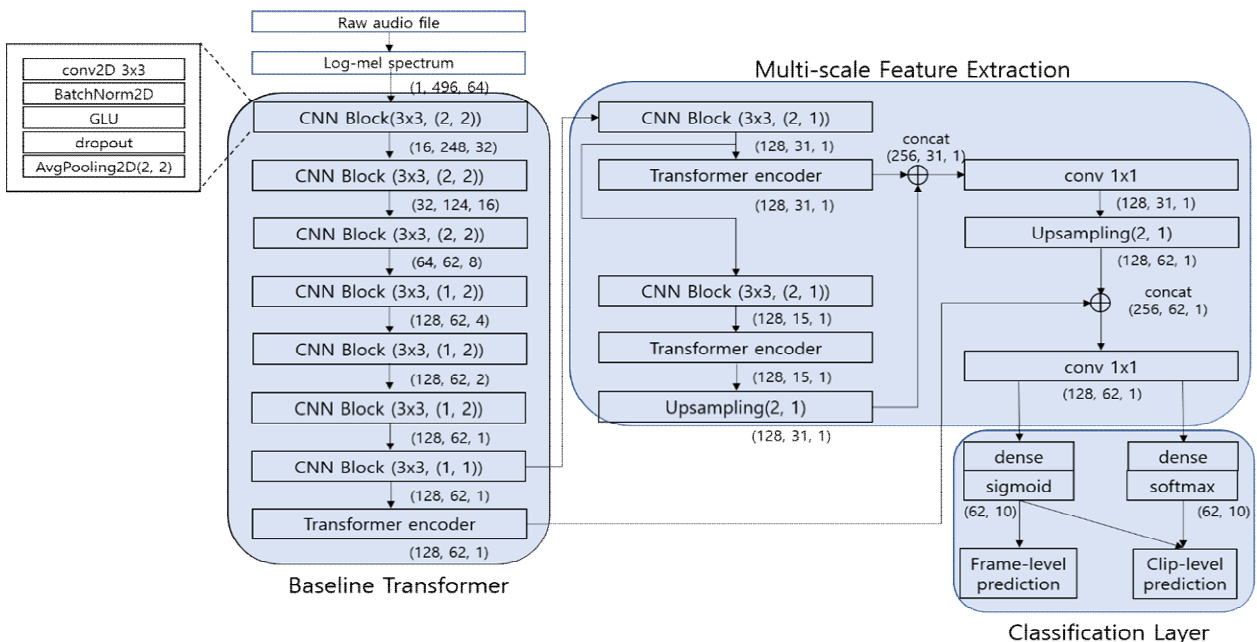 Raw audio file
Log-mel spectrum
(1, 496, 64)
conv2D 3x3
BatchNorm2D
GLU
dropout
AvgPooling2D(2, 2)
CNN Block(3x3, (2, 2))
(16, 248, 32)
CNN Block (3x3, (2, 2))
(32, 124, 16)
CNN Block (3x3, (2, 2))
(64, 62, 8)
CNN Block (3x3, (1, 2))
(128, 62, 4)
CNN Block (3x3, (1, 2))
(128, 62, 2)
CNN Block (3x3, (1, 2))
(128, 62, 1)
CNN Block (3x3, (1, 1))
(128, 62, 1)
Transformer encoder
(128, 62, 1)
Baseline Transformer
Multi-scale Feature Extraction
CNN Block (3x3, (2, 1))
(128, 31, 1)
Transformer encoder
(128, 31, 1)
CNN Block (3x3, (2, 1))
(128, 15, 1)
Transformer encoder
(128, 15, 1)
Upsampling(2, 1)
(128, 31, 1)
concat
(256, 31, 1)
conv 1x1
(128, 31, 1)
Upsampling(2, 1)
(128, 62, 1)
concat
(256, 62, 1)
conv 1x1
(128, 62, 1)
dense
sigmoid
(62, 10)
dense
softmax
(62, 10)
Frame-level
prediction
Clip-level
prediction
Classification Layer